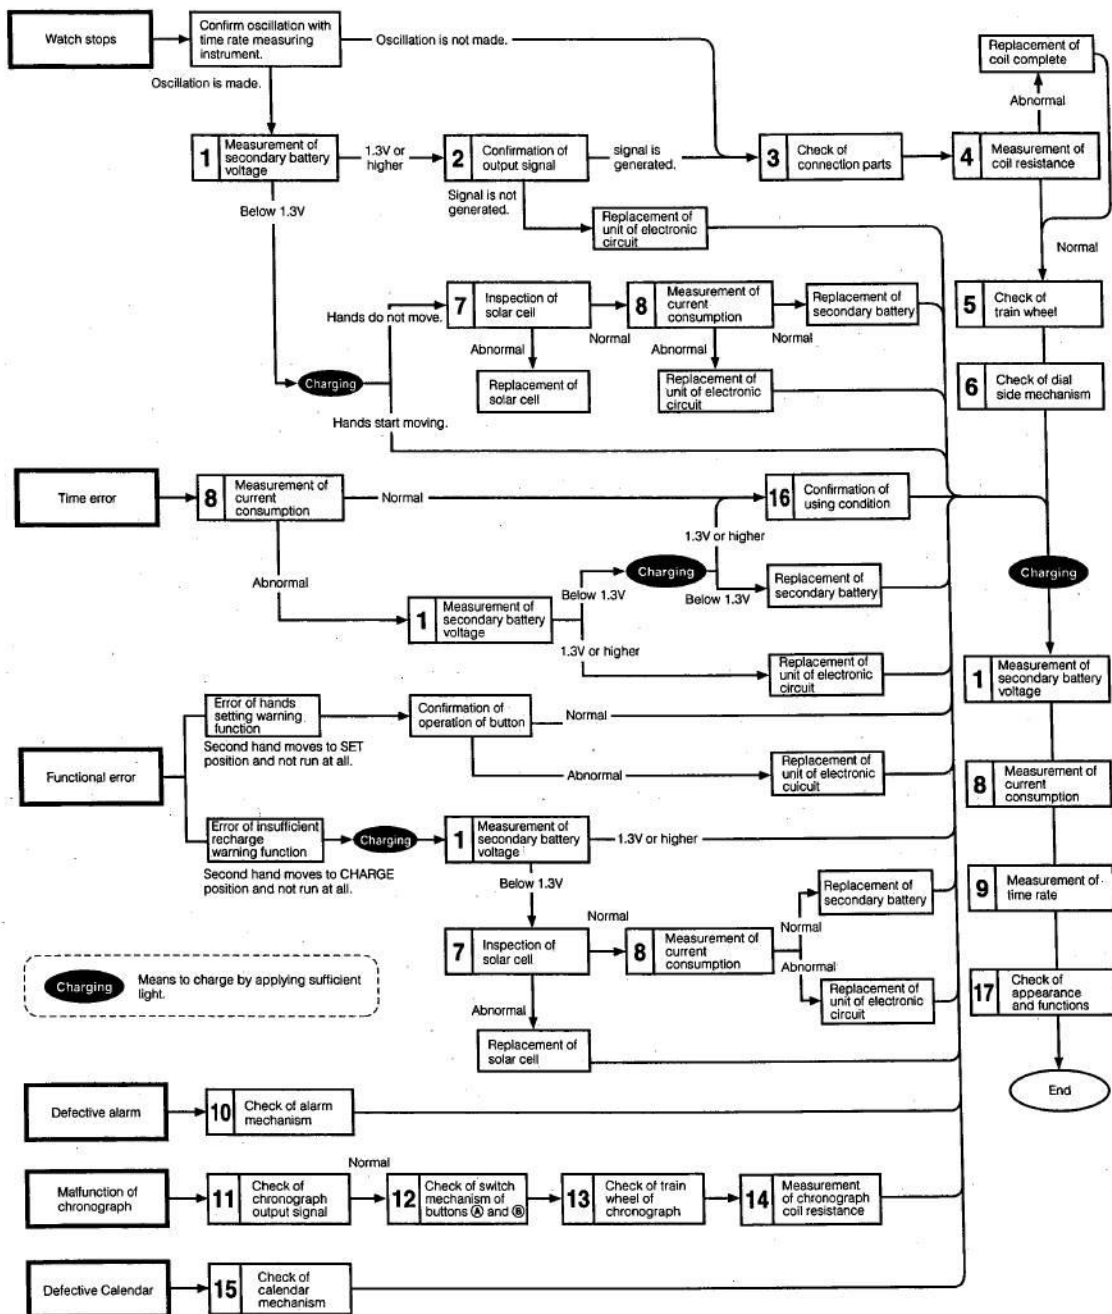 Watch stops
Confirm oscillation with
time rate measuring
instrument.
Oscillation is not made.
Oscillation is made.
Replacement of
coil complete
Abnormal
1
Measurement of
secondary battery
voltage
1.3V or
higher
2
Confirmation of
output signal
signal is
generated.
3
Check of
connection parts
4
Measurement of
coil resistance
Below 1.3V
Signal is not
generated.
Replacement of
unit of electronic
circuit
Normal
Hands do not move.
7
Inspection of
solar cell
Normal
8
Measurement of
current
consumption
Normal
Replacement of
secondary battery
5
Check of
train wheel
Abnormal
Abnormal
Charging
Replacement of
solar cell
Replacement of
unit of electronic
circuit
6
Check of dial
side mechanism
Hands start moving.
Time error
8
Measurement of
current
consumption
Normal
16
Confirmation of
using condition
1.3V or higher
Abnormal
Charging
Below 1.3V
Below 1.3V
Replacement of
secondary battery
Charging
1
Measurement of
secondary battery
voltage
1.3V or higher
Replacement of
unit of electronic
circuit
1
Measurement of
secondary battery
voltage
Functional error
Error of hands
setting warning
function
Second hand moves to SET
position and not run at all.
Confirmation of
operation of button
Normal
Abnormal
Replacement of
unit of electronic
cuicuit
8
Measurement of
current
consumption
Error of insufficient
recharge
warning function
Second hand moves to CHARGE
position and not run at all.
Charging
1
Measurement of
secondary battery
voltage
1.3V or higher
Below 1.3V
7
Inspection of
solar cell
Normal
8
Measurement of
current
consumption
Normal
Replacement of
secondary battery
Abnormal
Replacement of
unit of electronic
circuit
9
Measurement of
time rate
Abnormal
Replacement of
solar cell
17
Check of
appearance
and functions
End
Charging
Means to charge by applying sufficient
light.
Defective alarm
10
Check of alarm
mechanism
Malfunction of
chronograph
11
Check of
chronograph
output signal
Normal
12
Check of switch
mechanism of
buttons Ⓐ and Ⓑ
13
Check of train
wheel of
chronograph
14
Measurement
of chronograph
coil resistance
Defective Calendar
15
Check of
calendar
mechanism